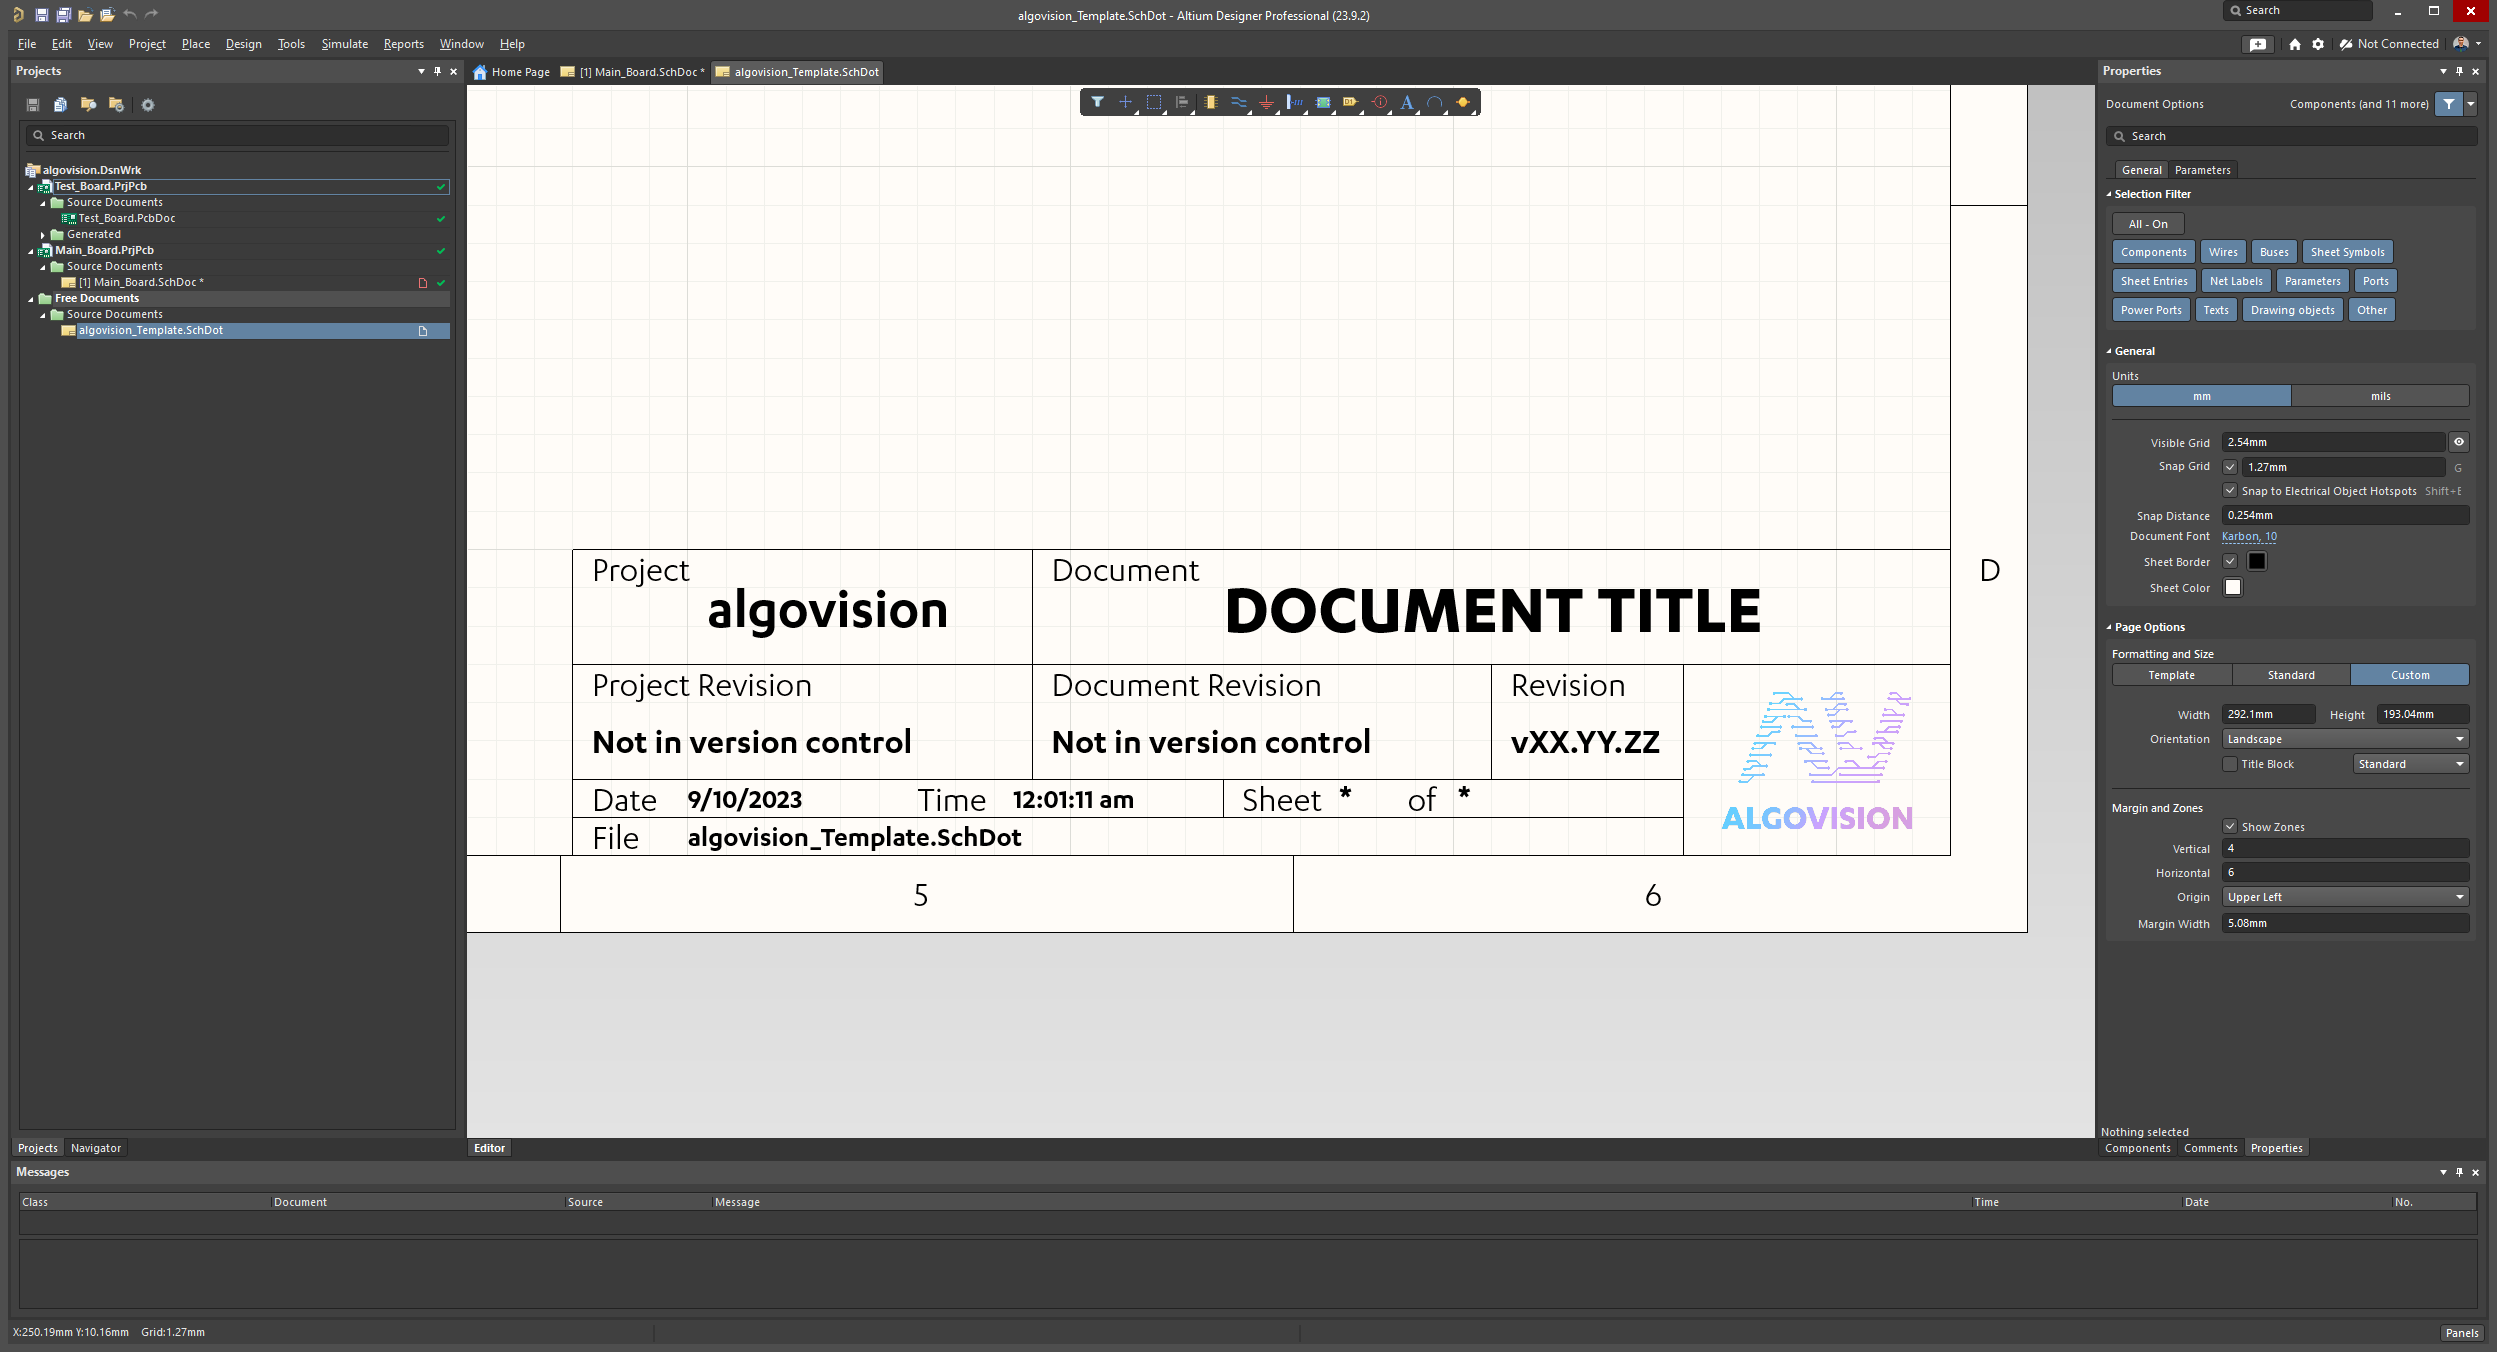 algovision_Template.SchDot - Altium Designer Professional (23.9.2)
Search
File Edit View Project Place Design Tools Simulate Reports Window Help
Not Connected
Projects
Home Page
[1] Main_Board.SchDoc *
algovision_Template.SchDot
Search
algovision.DsnWrk
Test_Board.PrjPcb
Source Documents
Test_Board.PcbDoc
Generated
Main_Board.PrjPcb
Source Documents
[1] Main_Board.SchDoc *
Free Documents
Source Documents
algovision_Template.SchDot
Project
algovision
Document
DOCUMENT TITLE
D
Project Revision
Not in version control
Document Revision
Not in version control
Revision
vXX.YY.ZZ
Date 9/10/2023 Time 12:01:11 am Sheet * of *
File algovision_Template.SchDot
AV
ALGOVISION
5
6
Properties
Document Options
Components (and 11 more)
Search
General Parameters
Selection Filter
All - On
Components Wires Buses Sheet Symbols
Sheet Entries Net Labels Parameters Ports
Power Ports Texts Drawing objects Other
General
Units
mm mils
Visible Grid 2.54mm
Snap Grid 1.27mm G
Snap to Electrical Object Hotspots Shift+E
Snap Distance 0.254mm
Document Font Karbon, 10
Sheet Border
Sheet Color
Page Options
Formatting and Size
Template Standard Custom
Width 292.1mm Height 193.04mm
Orientation Landscape
Title Block Standard
Margin and Zones
Show Zones
Vertical 4
Horizontal 6
Origin Upper Left
Margin Width 5.08mm
Nothing selected
Components Comments Properties
Projects Navigator
Editor
Messages
Class Document Source Message Time Date No.
X:250.19mm Y:10.16mm Grid:1.27mm
Panels